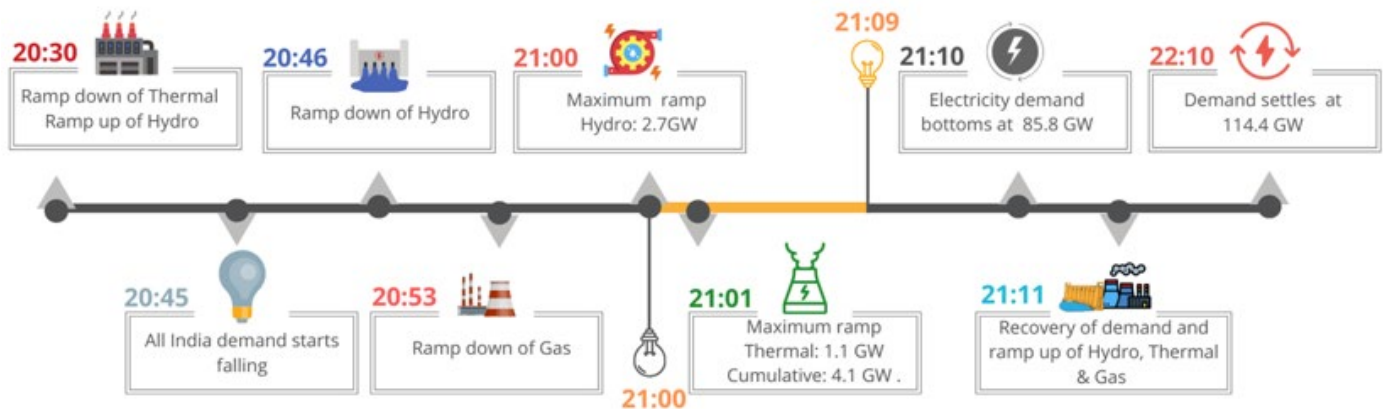 20:30
Ramp down of Thermal
Ramp up of Hydro
20:46
Ramp down of Hydro
21:00
Maximum ramp
Hydro: 2.7GW
21:09
21:10
Electricity demand
bottoms at 85.8 GW
22:10
Demand settles at
114.4 GW
20:45
All India demand starts
falling
20:53
Ramp down of Gas
21:00
21:01
Maximum ramp
Thermal: 1.1 GW
Cumulative: 4.1 GW .
21:11
Recovery of demand and
ramp up of Hydro, Thermal
& Gas